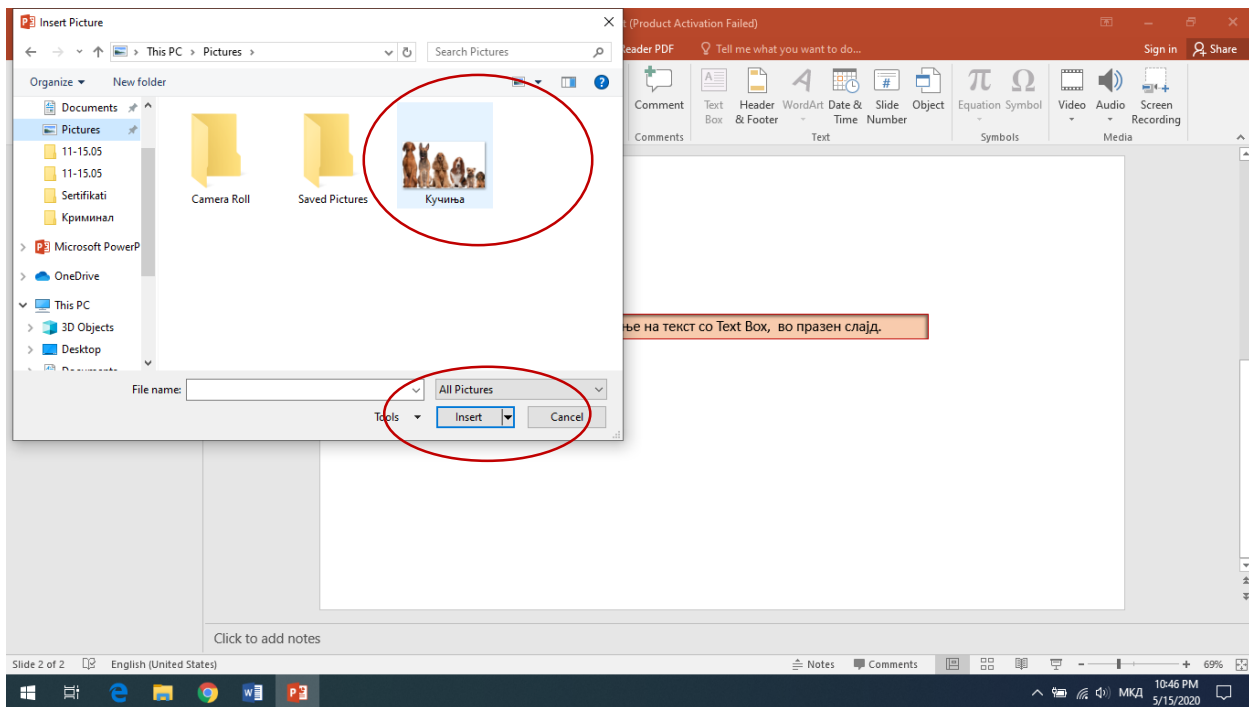 Insert Picture
t (Product Activation Failed)
This PC > Pictures >
Search Pictures
Reader PDF
Tell me what you want to do...
Sign in
Share
Organize
New folder
Documents
Pictures
11-15.05
11-15.05
Sertifikati
Криминал
Microsoft PowerP
OneDrive
This PC
3D Objects
Desktop
Documents
Camera Roll
Saved Pictures
Кучиња
File name:
All Pictures
Tools
Insert
Cancel
Comment
Text Box
Header & Footer
WordArt
Date & Time
Slide Number
Object
Equation
Symbol
Video
Audio
Screen Recording
Comments
Text
Symbols
Media
ње на текст со Text Box, во празен слајд.
Click to add notes
Slide 2 of 2
English (United States)
Notes
Comments
69%
МКД
10:46 PM
5/15/2020